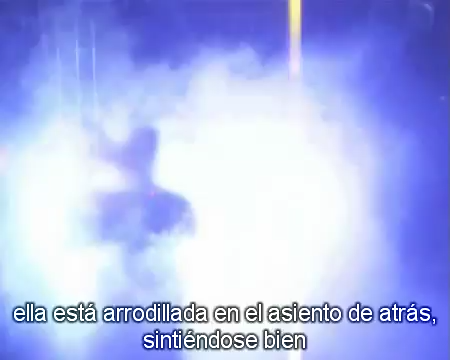 ella está arrodillada en el asiento de atrás,
sintiéndose bien